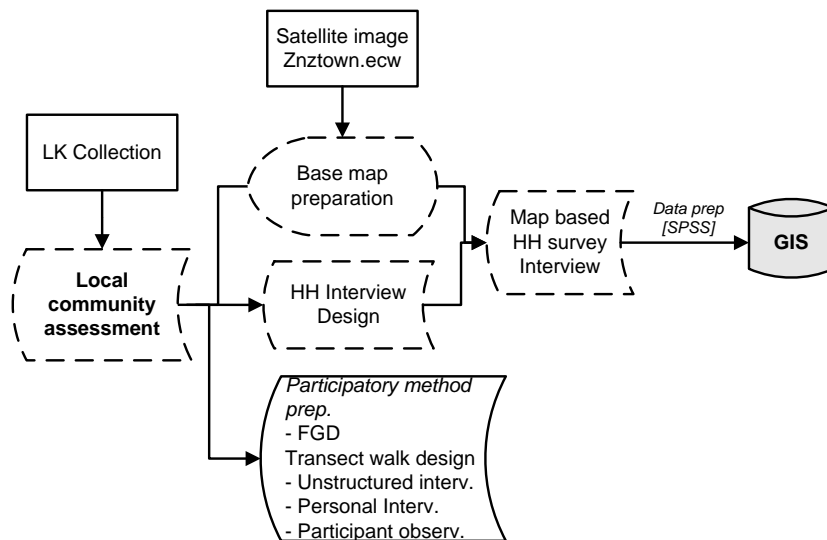 Satellite image
Znztown.ecw
LK Collection
Base map
preparation
Local
community
assessment
HH Interview
Design
Map based
HH survey
Interview
Data prep
[SPSS]
GIS
Participatory method
prep.
- FGD
Transect walk design
- Unstructured interv.
- Personal Interv.
- Participant observ.